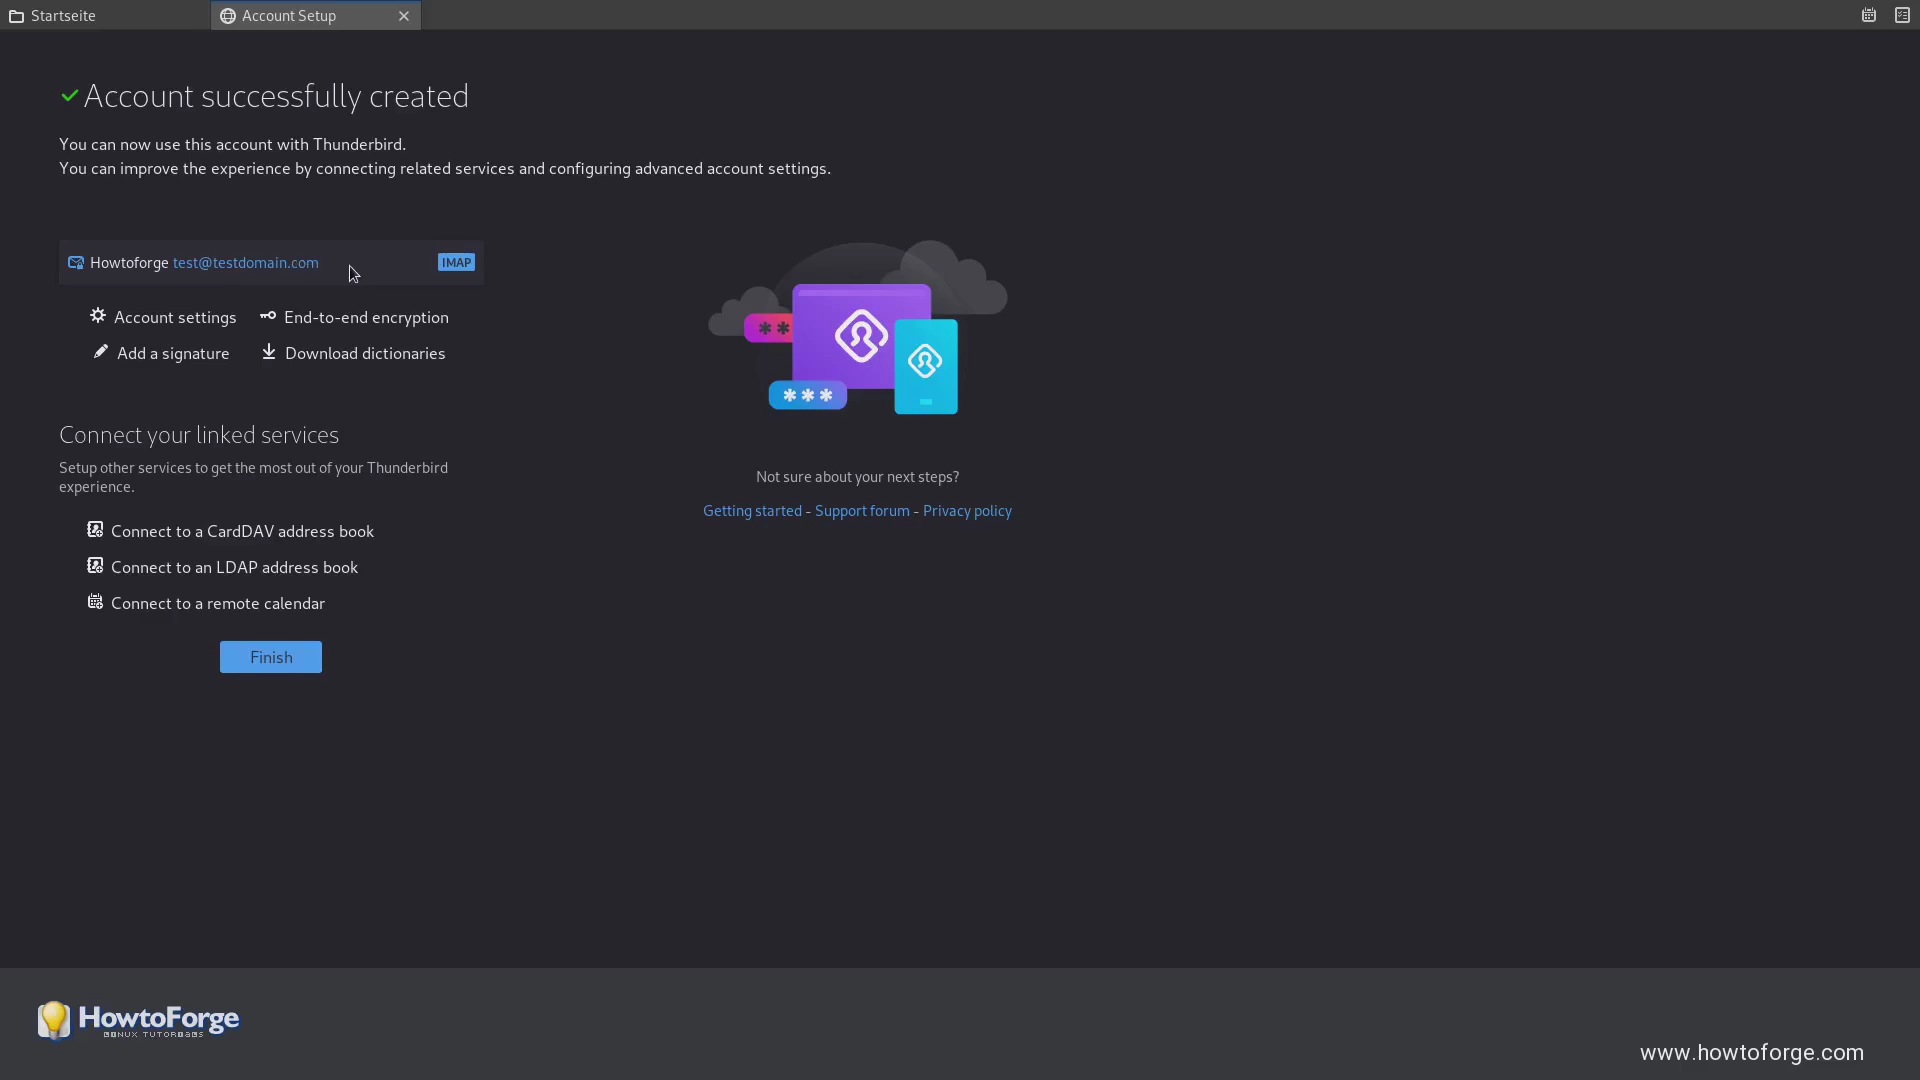 Startseite
Account Setup
Account successfully created
You can now use this account with Thunderbird.
You can improve the experience by connecting related services and configuring advanced account settings.
Howtoforge test@testdomain.com IMAP
Account settings
End-to-end encryption
Add a signature
Download dictionaries
Connect your linked services
Setup other services to get the most out of your Thunderbird
experience.
Connect to a CardDAV address book
Connect to an LDAP address book
Connect to a remote calendar
Finish
** 
***
Not sure about your next steps?
Getting started - Support forum - Privacy policy
HowtoForge
LINUX TUTORIALS
www.howtoforge.com